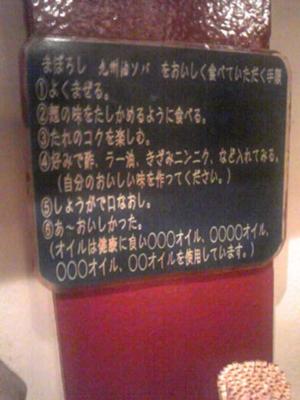 まぼろし 九州油ソバ をおいしく食べていただく手順
①よくまぜる。
②麺の味をたしかめるように食べる。
③たれのコクを楽しむ。
④好みで酢、ラー油、きざみニンニク、など入れてみる。
(自分のおいしい味を作ってください。)
⑤しょうがで口なおし。
⑥あ～おいしかった。
(オイルは健康に良い○○○オイル、○○○○オイル、
○○○オイル、○○オイルを使用しています。)